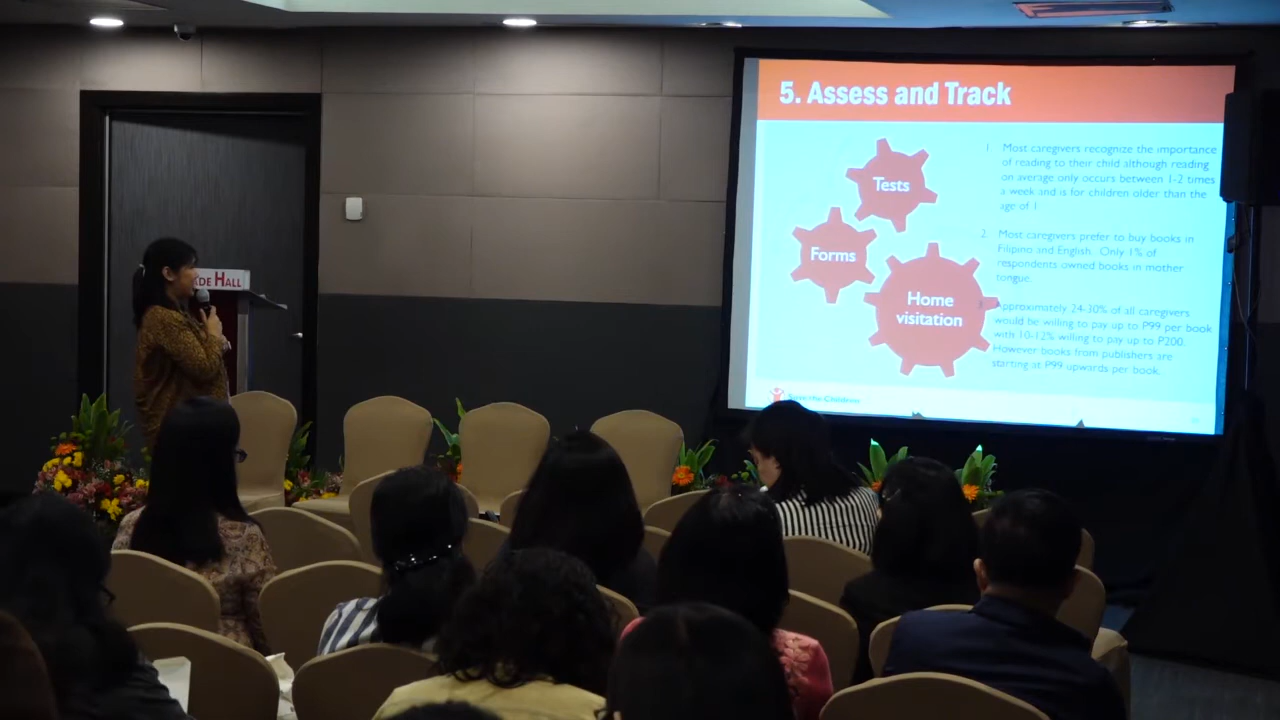 5. Assess and Track
Tests
Forms
Home
visitation
1. Most caregivers recognize the importance
of reading to their child although reading
on average only occurs between 1-2 times
a week and is for children older than the
age of 1
2. Most caregivers prefer to buy books in
Filipino and English. Only 1% of
respondents owned books in mother
tongue.
3. Approximately 24-30% of all caregivers
would be willing to pay up to P99 per book
with 10-12% willing to pay up to P200.
However books from publishers are
starting at P99 upwards per book.
Save the Children
HALL